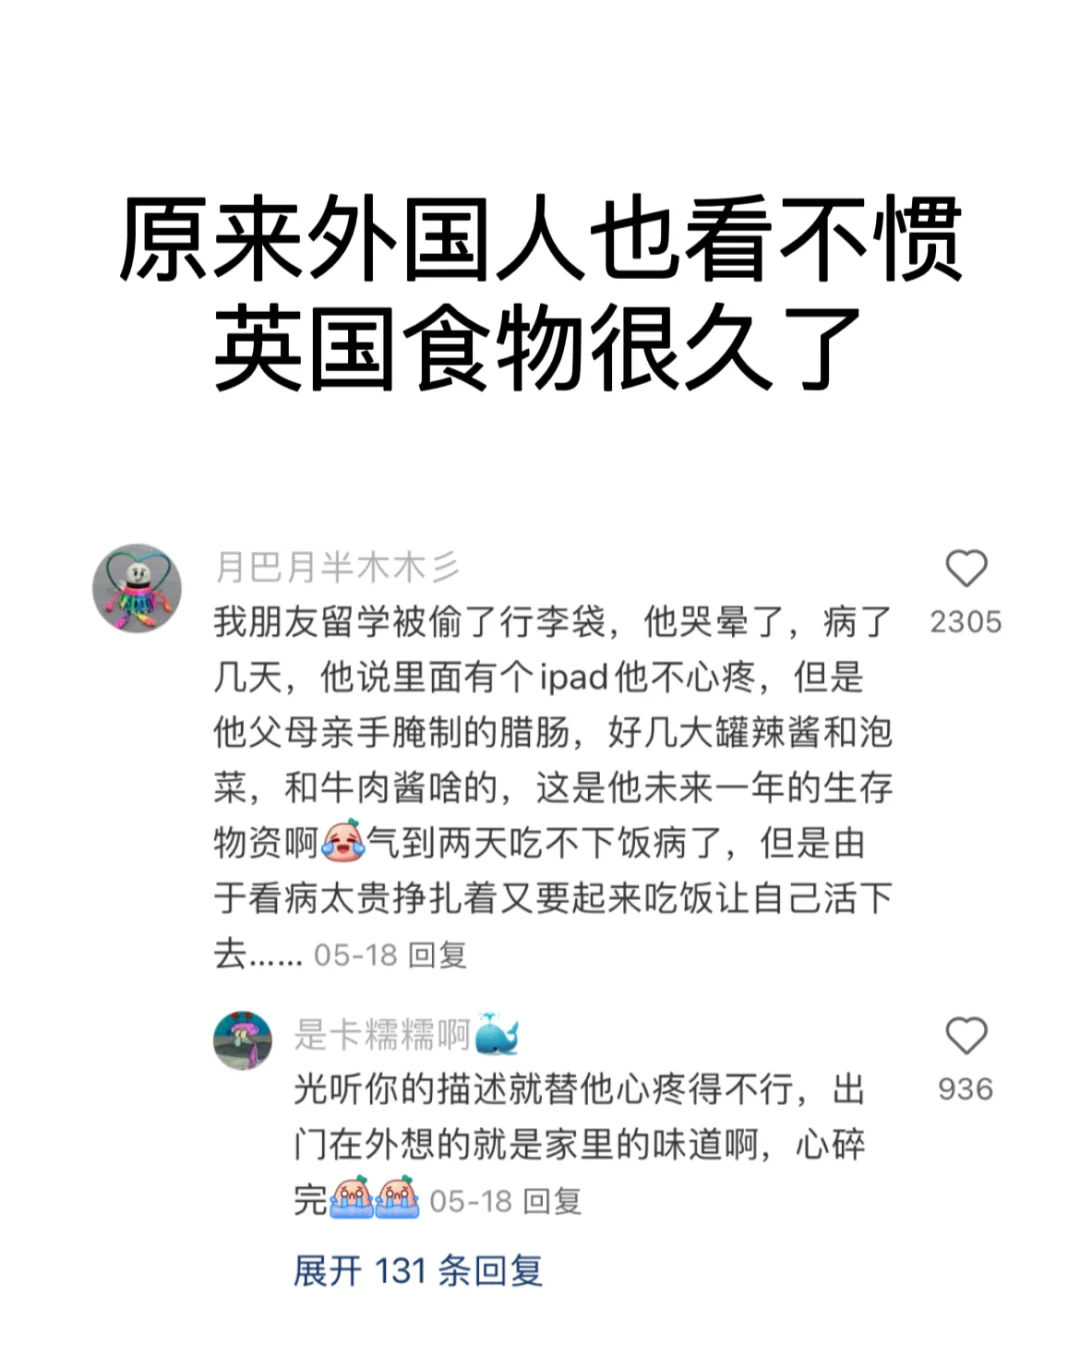 原来外国人也看不惯
英国食物很久了
月巴月半木木彡
2305
我朋友留学被偷了行李袋，他哭晕了，病了
几天，他说里面有个ipad他不心疼，但是
他父母亲手腌制的腊肠，好几大罐辣酱和泡
菜，和牛肉酱啥的，这是他未来一年的生存
物资啊😂气到两天吃不下饭病了，但是由
于看病太贵挣扎着又要起来吃饭让自己活下
去…… 05-18 回复
是卡糯糯啊🐳
936
光听你的描述就替他心疼得不行，出
门在外想的就是家里的味道啊，心碎
完😭😭 05-18 回复
展开 131 条回复